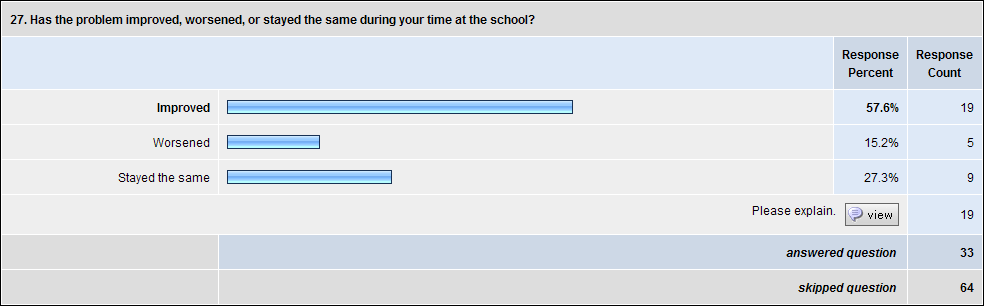 27. Has the problem improved, worsened, or stayed the same during your time at the school?
Response Percent Response Count
Improved 57.6% 19
Worsened 15.2% 5
Stayed the same 27.3% 9
Please explain. view 19
answered question 33
skipped question 64